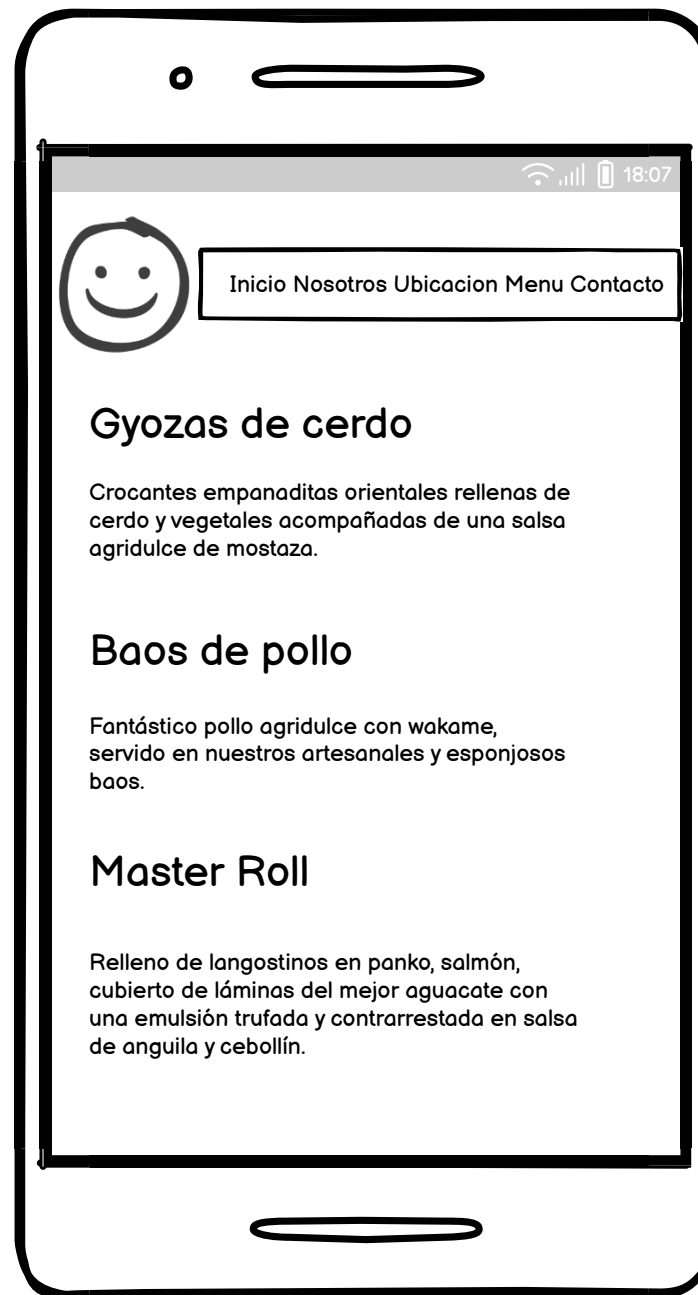 18:07
Inicio Nosotros Ubicacion Menu Contacto
Gyozas de cerdo
Crocantes empanaditas orientales rellenas de
cerdo y vegetales acompañadas de una salsa
agridulce de mostaza.
Baos de pollo
Fantástico pollo agridulce con wakame,
servido en nuestros artesanales y esponjosos
baos.
Master Roll
Relleno de langostinos en panko, salmón,
cubierto de láminas del mejor aguacate con
una emulsión trufada y contrarrestada en salsa
de anguila y cebollín.